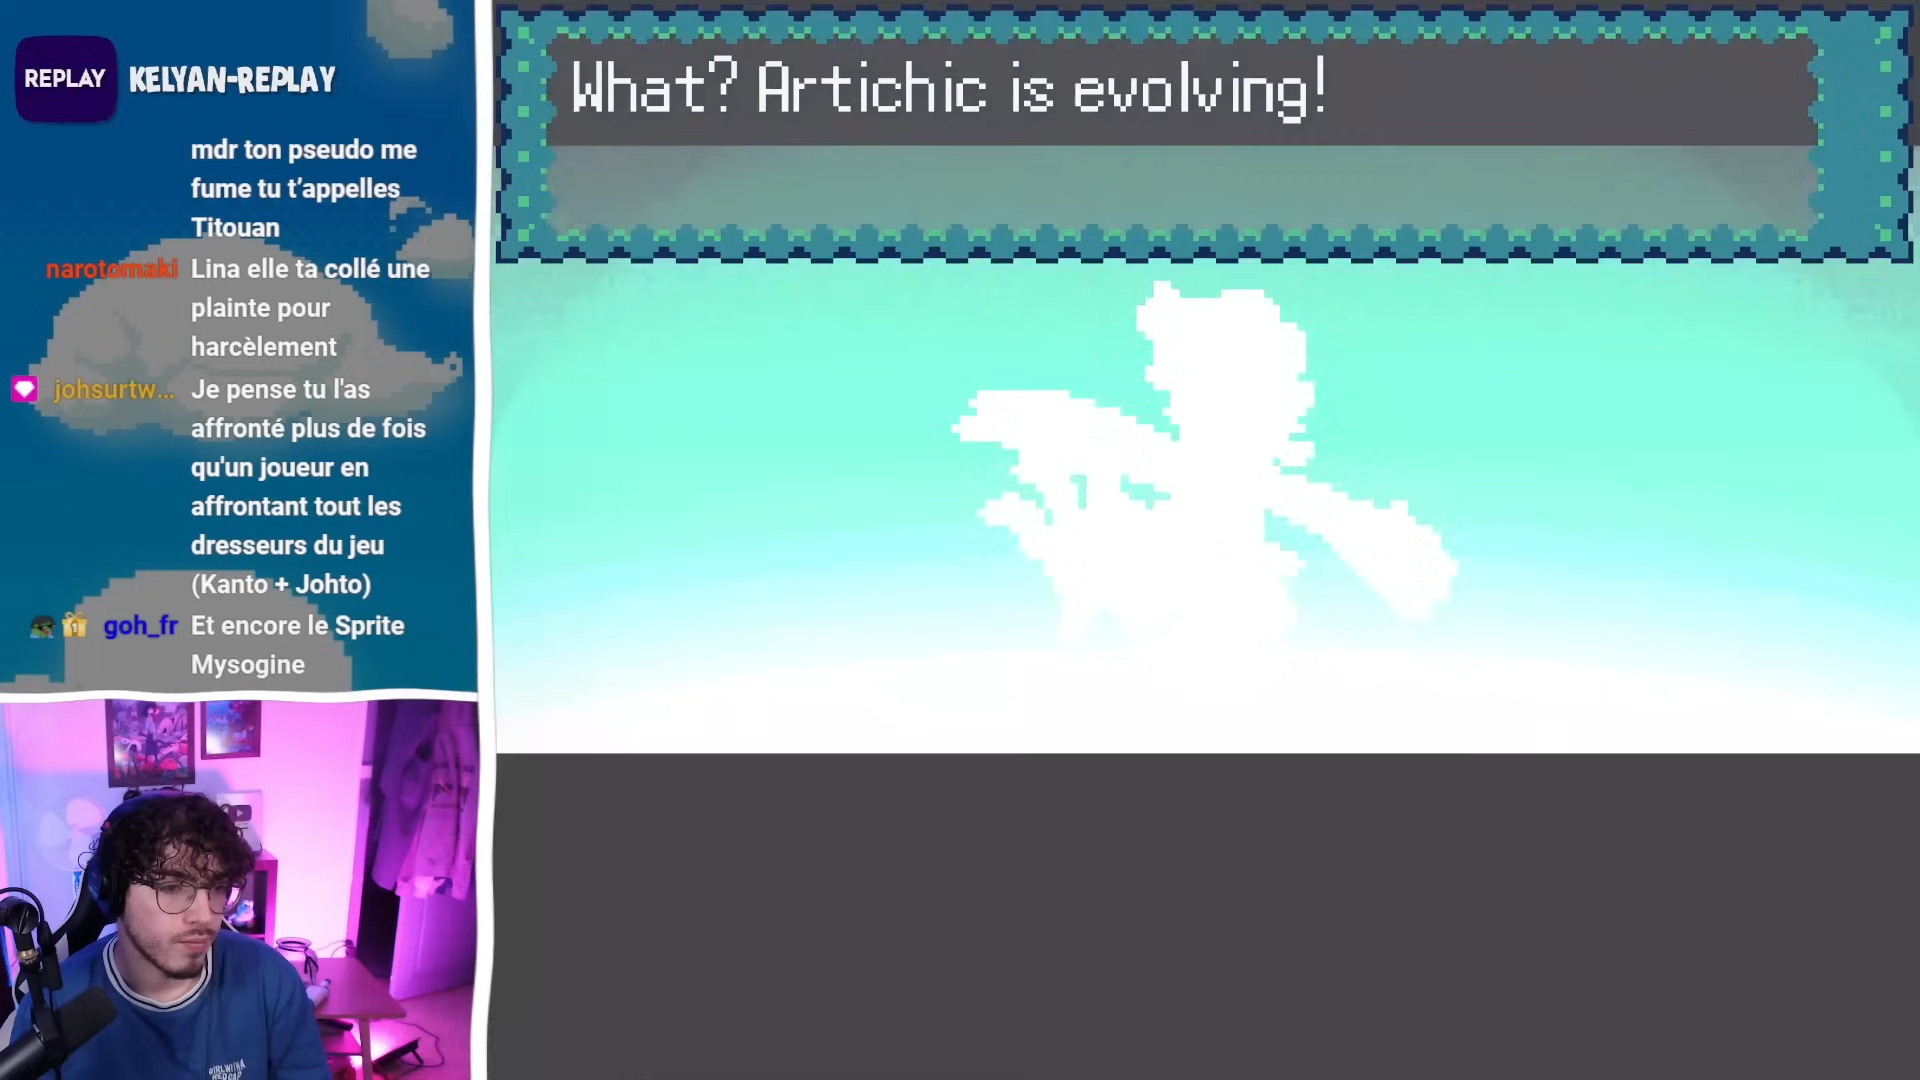 REPLAY
KELYAN-REPLAY
mdr ton pseudo me
fume tu t’appelles
Titouan
narotomaki Lina elle ta collé une
plainte pour
harcèlement
johsurtw... Je pense tu l'as
affronté plus de fois
qu'un joueur en
affrontant tout les
dresseurs du jeu
(Kanto + Johto)
goh_fr Et encore le Sprite
Mysogine
What? Artichic is evolving!